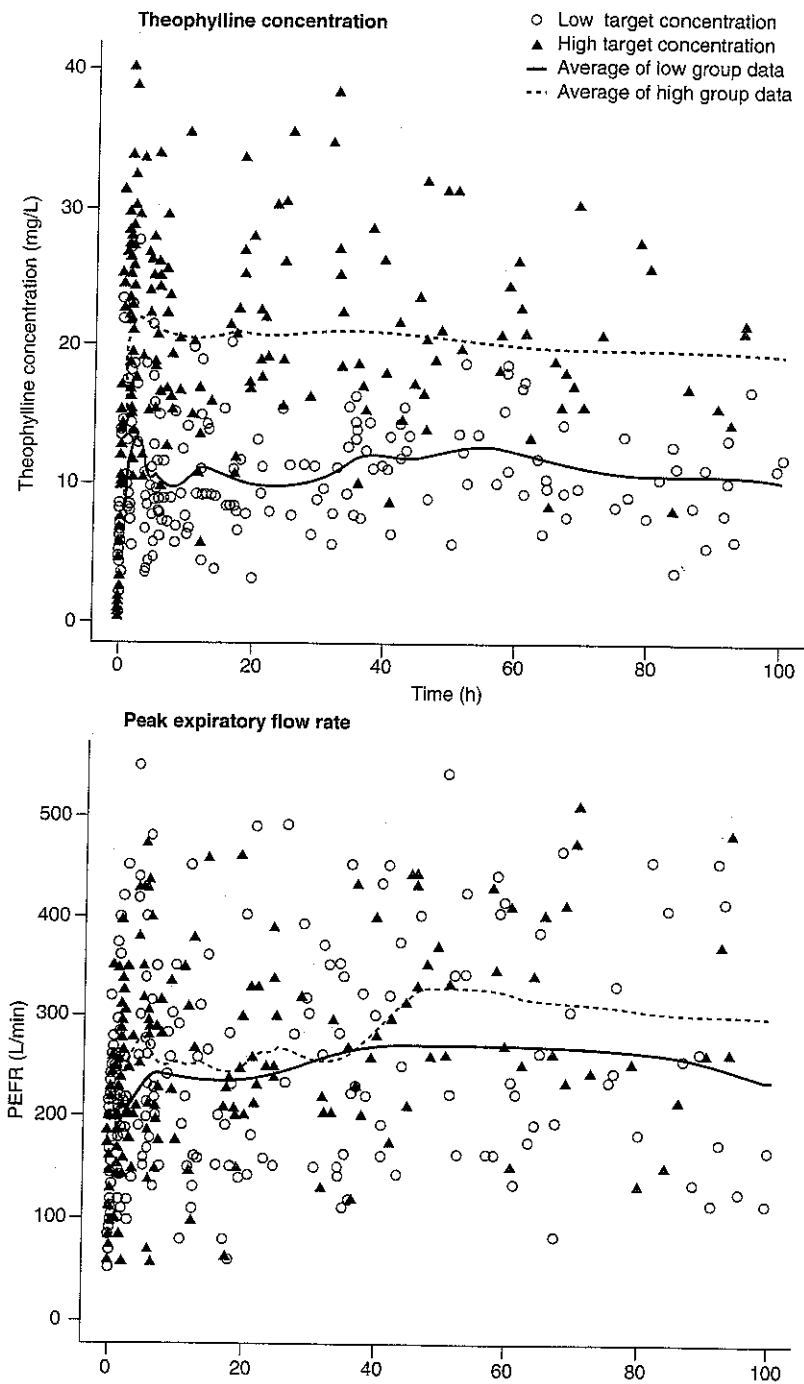 Theophylline concentration
Low target concentration
High target concentration
Average of low group data
Average of high group data
Theophylline concentration (mg/L)
40
30
20
10
0
0 20 40 60 80 100
Time (h)
Peak expiratory flow rate
PEFR (L/min)
500
400
300
200
100
0
0 20 40 60 80 100